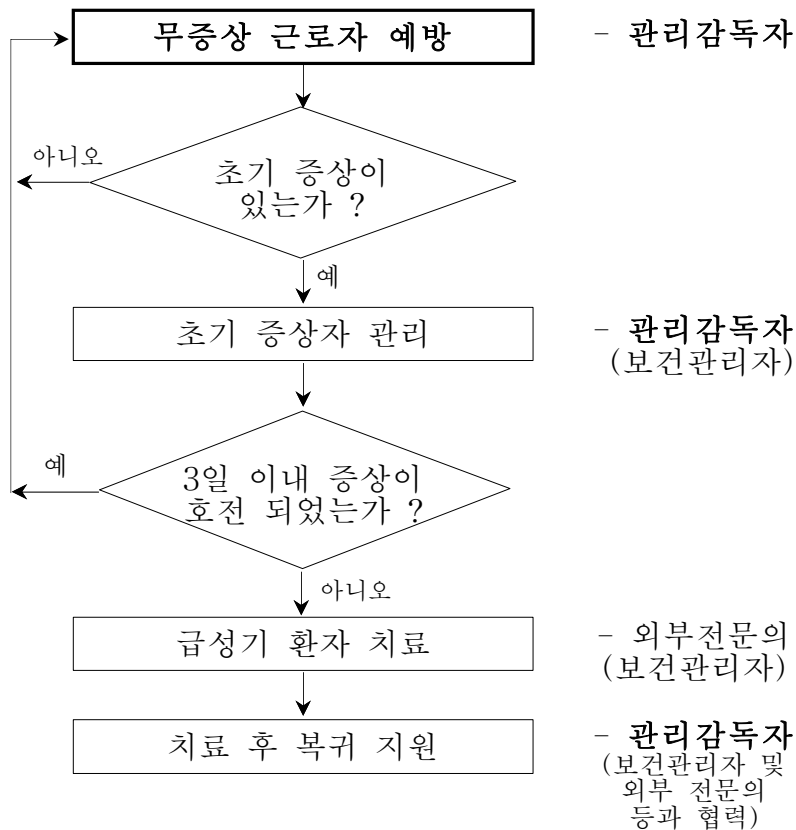 무증상 근로자 예방
- 관리감독자
아니오
초기 증상이
있는가 ?
예
초기 증상자 관리
- 관리감독자
(보건관리자)
예
3일 이내 증상이
호전 되었는가 ?
아니오
급성기 환자 치료
- 외부전문의
(보건관리자)
치료 후 복귀 지원
- 관리감독자
(보건관리자 및
외부 전문의
등과 협력)